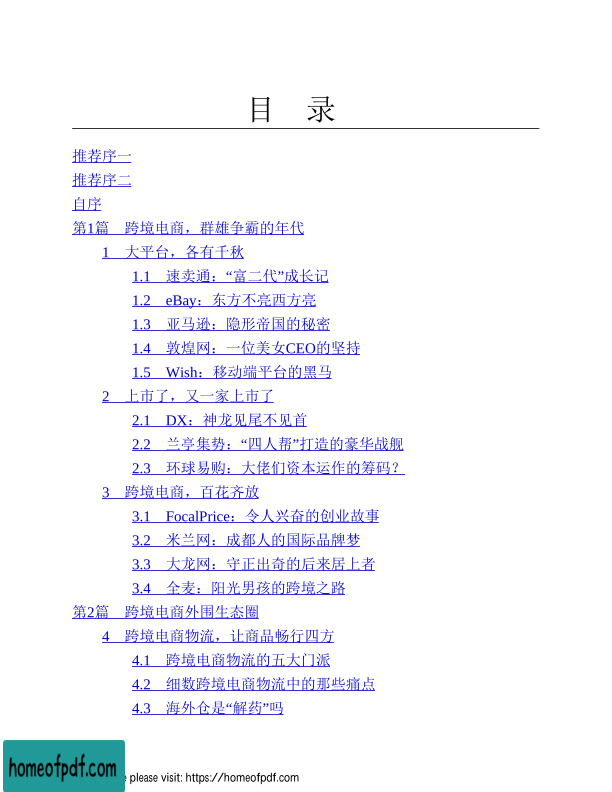 目 录
推荐序一
推荐序二
自序
第1篇 跨境电商，群雄争霸的年代
1 大平台，各有千秋
1.1 速卖通：“富二代”成长记
1.2 eBay：东方不亮西方亮
1.3 亚马逊：隐形帝国的秘密
1.4 敦煌网：一位美女CEO的坚持
1.5 Wish：移动端平台的黑马
2 上市了，又一家上市了
2.1 DX：神龙见尾不见首
2.2 兰亭集势：“四人帮”打造的豪华战舰
2.3 环球易购：大佬们资本运作的筹码？
3 跨境电商，百花齐放
3.1 FocalPrice：令人兴奋的创业故事
3.2 米兰网：成都人的国际品牌梦
3.3 大龙网：守正出奇的后来居上者
3.4 全麦：阳光男孩的跨境之路
第2篇 跨境电商外围生态圈
4 跨境电商物流，让商品畅行四方
4.1 跨境电商物流的五大门派
4.2 细数跨境电商物流中的那些痛点
4.3 海外仓是“解药”吗
homeofpdf.com
please visit: https://homeofpdf.com